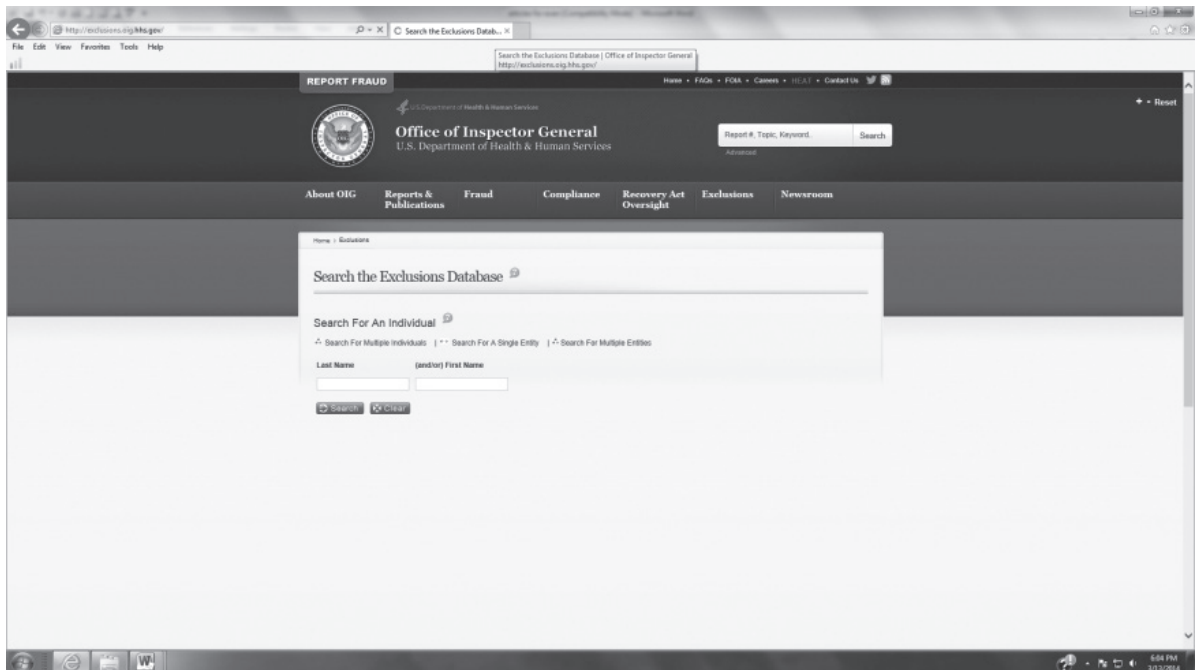 http://exclusions.oig.hhs.gov/
Search the Exclusions Datab...
File Edit View Favorites Tools Help
Search the Exclusions Database | Office of Inspector General
http://exclusions.oig.hhs.gov/
REPORT FRAUD
Home • FAQs • FOIA • Careers • HEAT • Contact Us
+ - Reset
U.S. Department of Health & Human Services
Office of Inspector General
U.S. Department of Health & Human Services
Report #, Topic, Keyword.
Search
Advanced
About OIG Reports & Publications Fraud Compliance Recovery Act Oversight Exclusions Newsroom
Home > Exclusions
Search the Exclusions Database
Search For An Individual
Search For Multiple Individuals | Search For A Single Entity | Search For Multiple Entities
Last Name (and/or) First Name
Search Clear
6:04 PM
3/13/2014